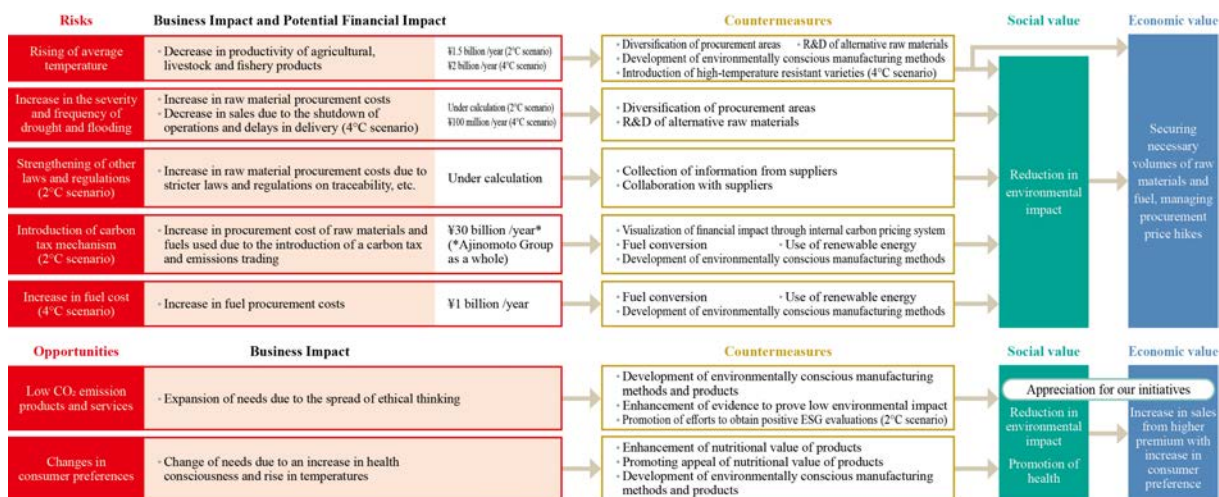 Risks
Business Impact and Potential Financial Impact
Countermeasures
Social value
Economic value
Rising of average
temperature
• Decrease in productivity of agricultural,
livestock and fishery products
¥1.5 billion /year (2°C scenario)
¥2 billion /year (4°C scenario)
• Diversification of procurement areas • R&D of alternative raw materials
• Development of environmentally conscious manufacturing methods
• Introduction of high-temperature resistant varieties (4°C scenario)
Increase in the severity
and frequency of
drought and flooding
• Increase in raw material procurement costs
• Decrease in sales due to the shutdown of
operations and delays in delivery (4°C scenario)
Under calculation (2°C scenario)
¥100 million /year (4°C scenario)
• Diversification of procurement areas
• R&D of alternative raw materials
Strengthening of other
laws and regulations
(2°C scenario)
• Increase in raw material procurement costs due to
stricter laws and regulations on traceability, etc.
Under calculation
• Collection of information from suppliers
• Collaboration with suppliers
Introduction of carbon
tax mechanism
(2°C scenario)
• Increase in procurement cost of raw materials and
fuels used due to the introduction of a carbon tax
and emissions trading
¥30 billion /year*
(*Ajinomoto Group
as a whole)
• Visualization of financial impact through internal carbon pricing system
• Fuel conversion • Use of renewable energy
• Development of environmentally conscious manufacturing methods
Increase in fuel cost
(4°C scenario)
• Increase in fuel procurement costs
¥1 billion /year
• Fuel conversion • Use of renewable energy
• Development of environmentally conscious manufacturing methods
Reduction in
environmental
impact
Securing
necessary
volumes of raw
materials and
fuel, managing
procurement
price hikes
Opportunities
Business Impact
Countermeasures
Social value
Economic value
Low CO₂ emission
products and services
• Expansion of needs due to the spread of ethical thinking
• Development of environmentally conscious manufacturing
methods and products
• Enhancement of evidence to prove low environmental impact
• Promotion of efforts to obtain positive ESG evaluations (2°C scenario)
Changes in
consumer preferences
• Change of needs due to an increase in health
consciousness and rise in temperatures
• Enhancement of nutritional value of products
• Promoting appeal of nutritional value of products
• Development of environmentally conscious manufacturing
methods and products
Appreciation for our initiatives
Reduction in
environmental
impact
Promotion of
health
Increase in sales
from higher
premium with
increase in
consumer
preference